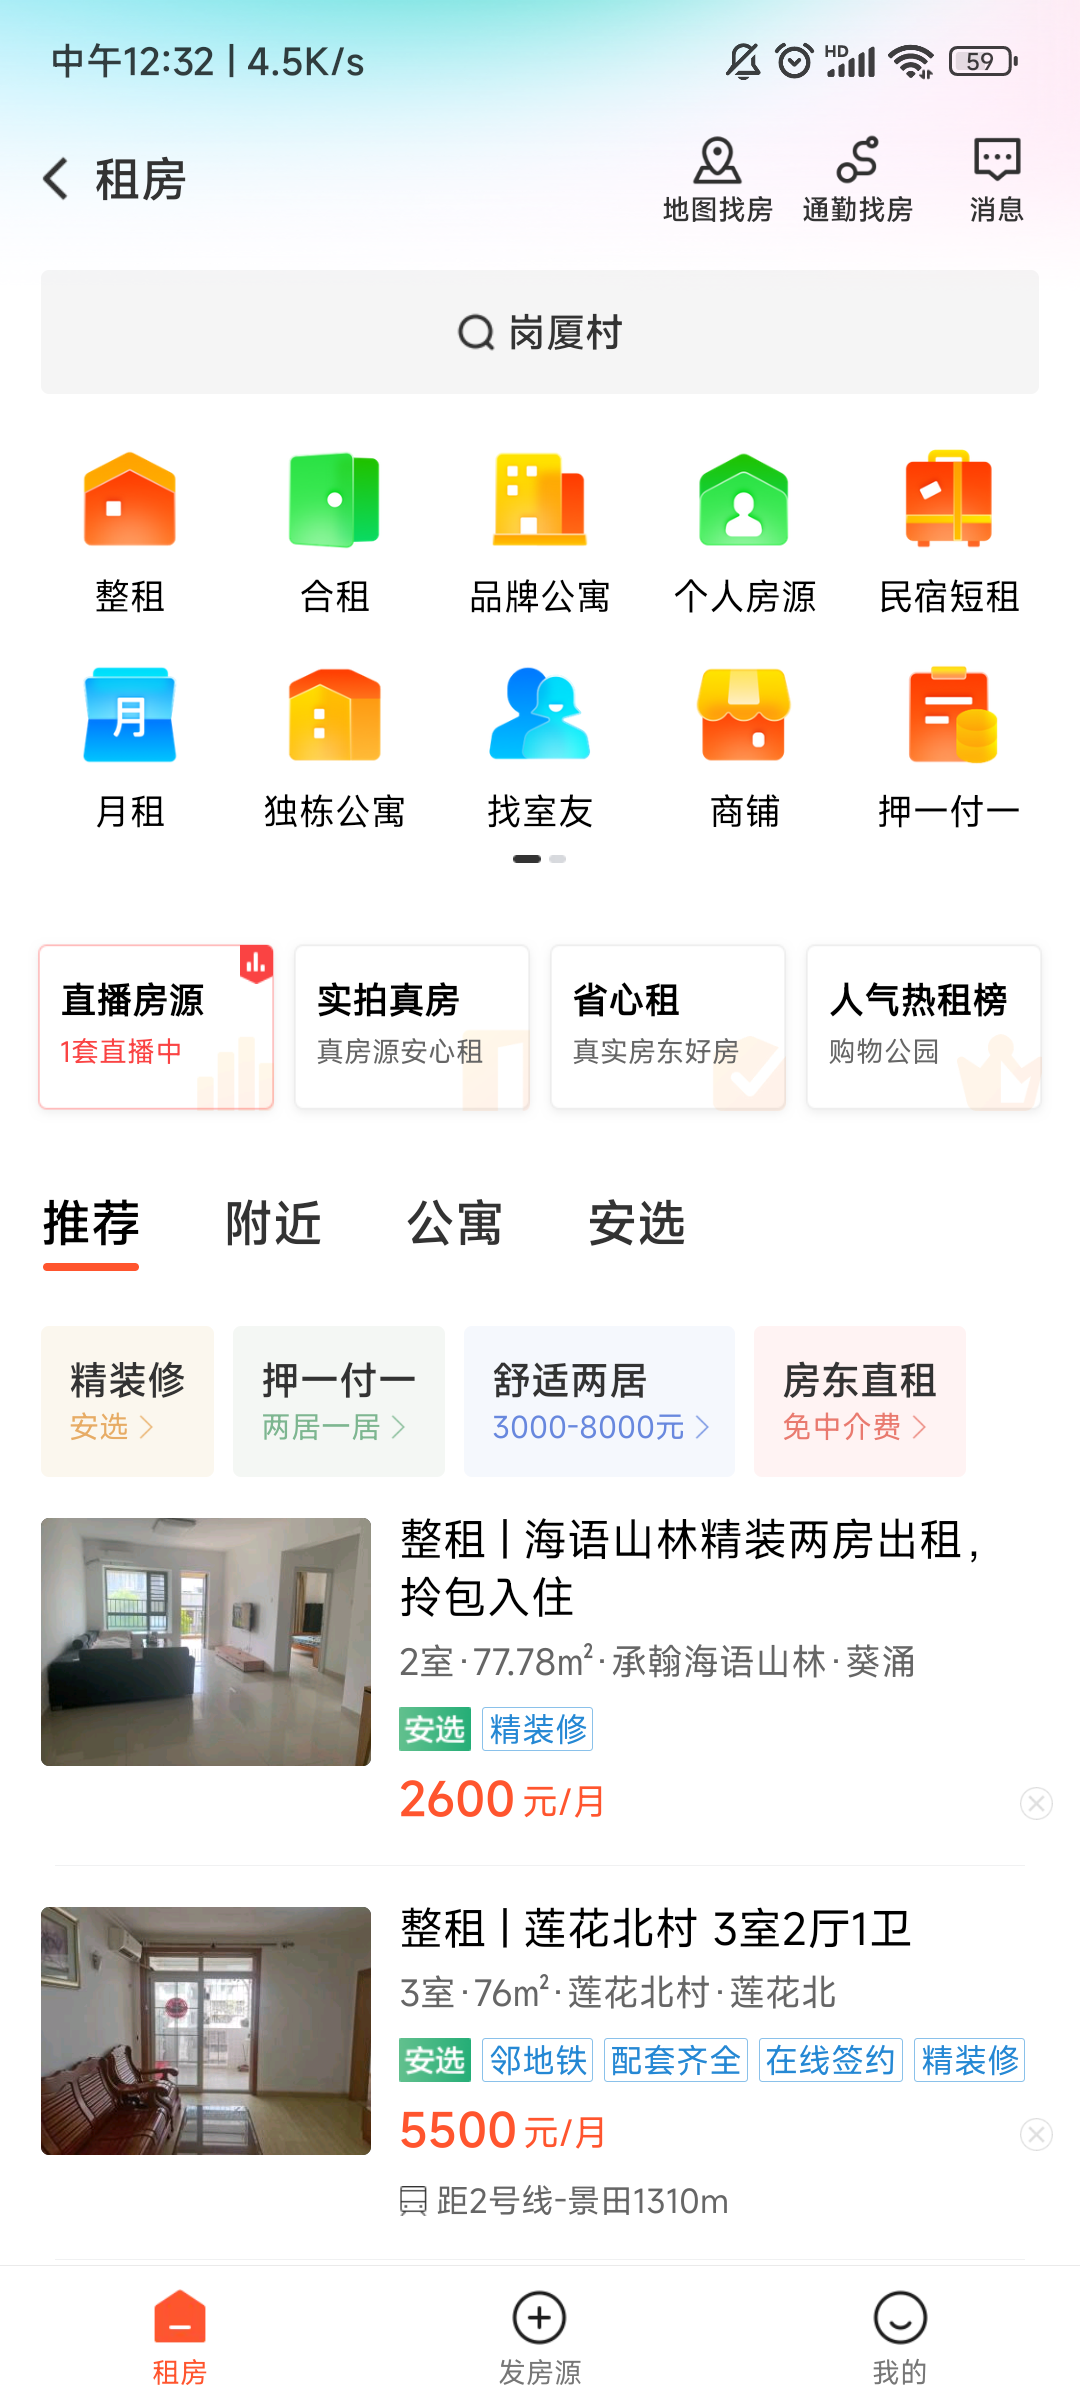 中午12:32 | 4.5K/s
HD
59
租房
地图找房
通勤找房
消息
岗厦村
整租
合租
品牌公寓
个人房源
民宿短租
月
月租
独栋公寓
找室友
商铺
押一付一
直播房源
1套直播中
实拍真房
真房源安心租
省心租
真实房东好房
人气热租榜
购物公园
推荐
附近
公寓
安选
精装修
安选
押一付一
两居一居
舒适两居
3000-8000元
房东直租
免中介费
整租 | 海语山林精装两房出租,
拎包入住
2室·77.78m²·承翰海语山林·葵涌
安选 精装修
2600元/月
整租 | 莲花北村 3室2厅1卫
3室·76m²·莲花北村·莲花北
安选 邻地铁 配套齐全 在线签约 精装修
5500元/月
距2号线-景田1310m
租房
发房源
我的